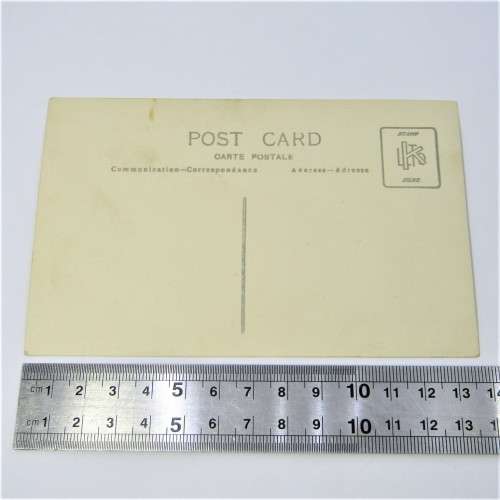 POST CARD
CARTE POSTALE
STAMP
Communication—Correspondance Address—Adresse
cm 1 2 3 4 5 6 7 8 9 10 11 12 13 14
cm 1 2 3 4 5 6 7 8 9 10 11 12 13